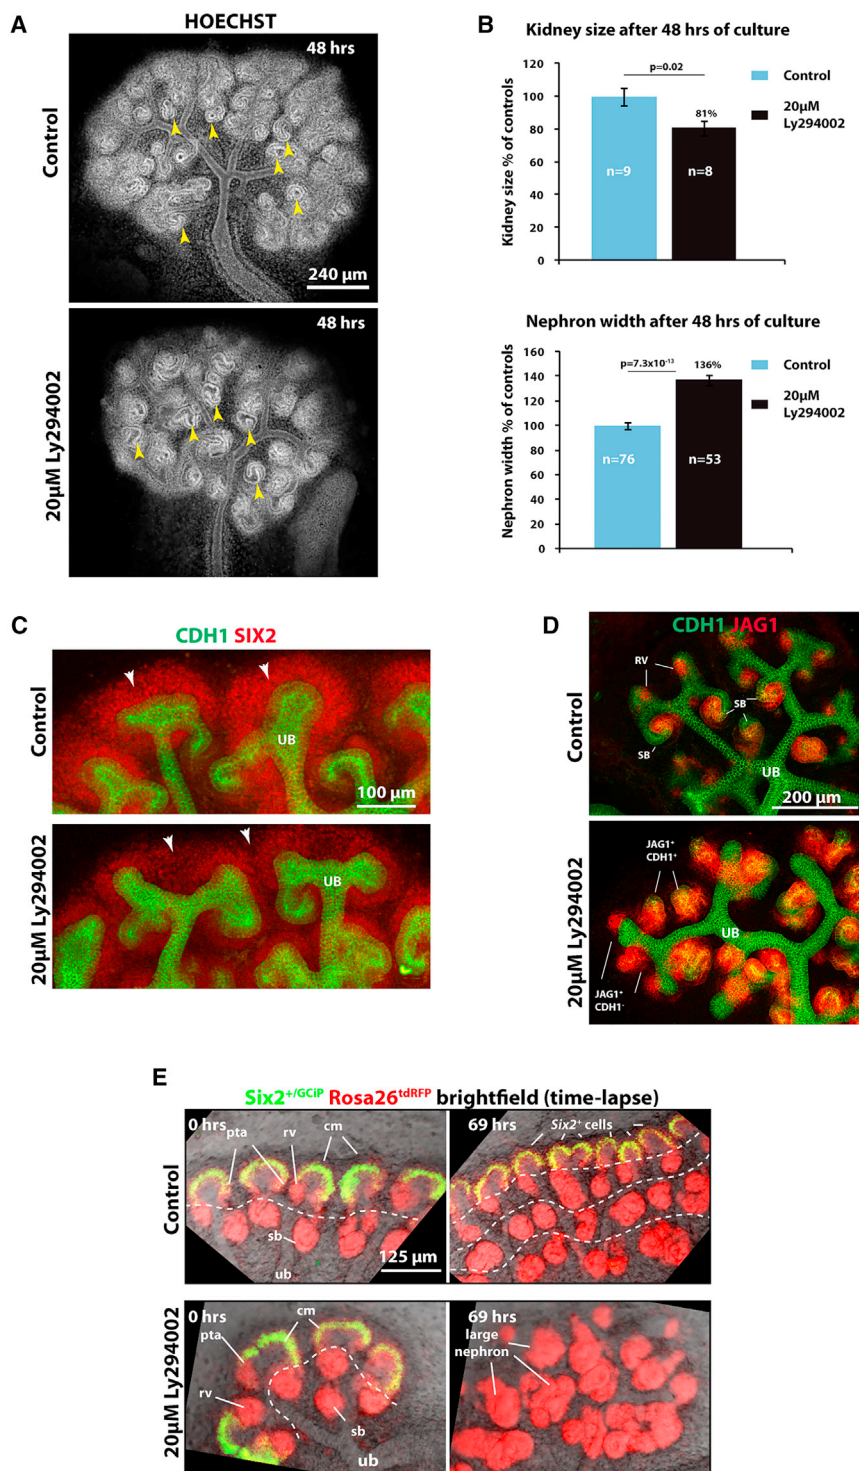 A
HOECHST
48 hrs
Control
240 μm
48 hrs
20μM Ly294002
B
Kidney size after 48 hrs of culture
Kidney size % of controls
120
100
80
60
40
20
0
p=0.02
81%
n=9
n=8
Control
20μM
Ly294002
Nephron width after 48 hrs of culture
Nephron width % of controls
160
140
120
100
80
60
40
20
0
p=7.3x10⁻¹³
136%
n=76
n=53
Control
20μM
Ly294002
C
CDH1 SIX2
Control
UB
100 μm
20μM Ly294002
UB
D
CDH1 JAG1
Control
RV
SB
SB
UB
200 μm
20μM Ly294002
JAG1⁺
CDH1⁺
UB
JAG1⁺
CDH1⁻
E
Six2⁺/ᴳᶜⁱᴾ Rosa26ᵗᵈᴿᶠᴾ brightfield (time-lapse)
Control
0 hrs
pta
rv
cm
sb
ub
125 μm
69 hrs
Six2⁺ cells
20μM Ly294002
0 hrs
cm
pta
rv
sb
ub
69 hrs
large
nephron